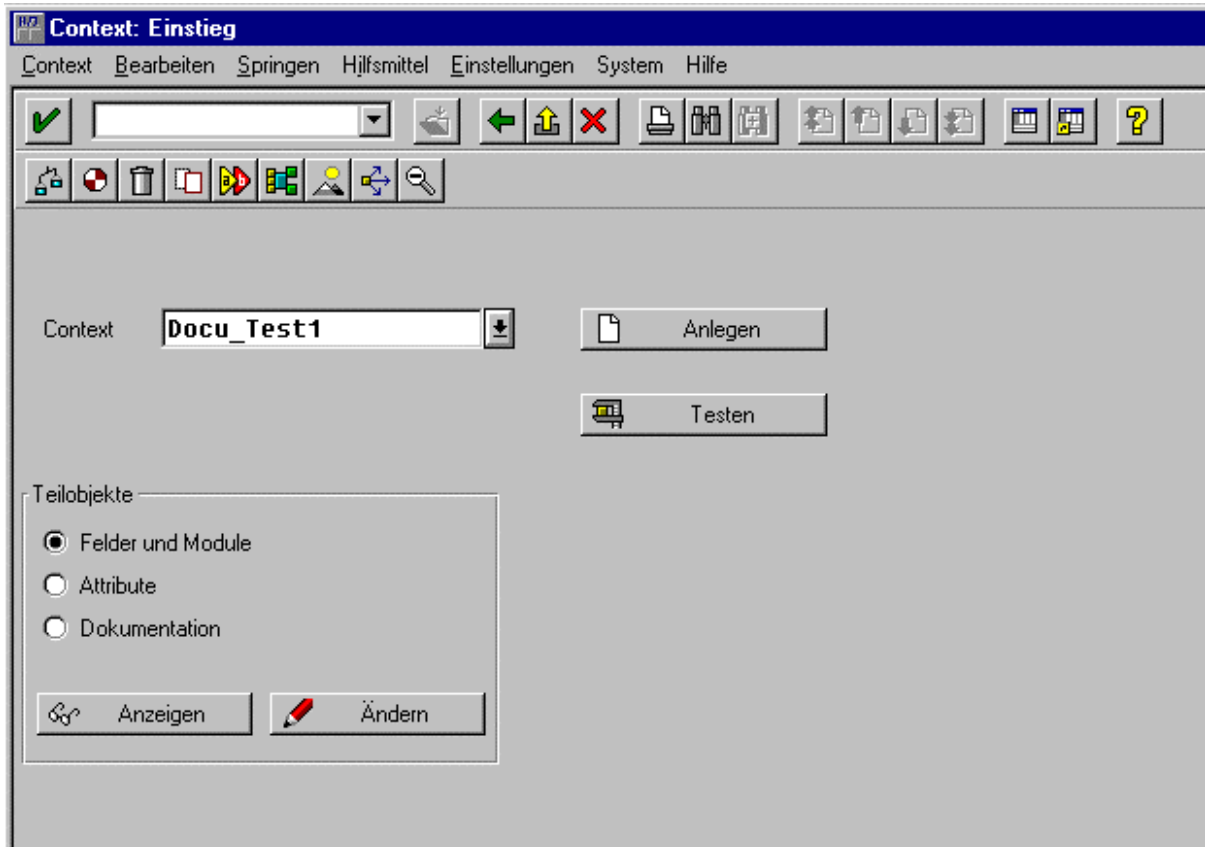 Context: Einstieg
Context Bearbeiten Springen Hilfsmittel Einstellungen System Hilfe
Context Docu_Test1 Anlegen
Testen
Teilobjekte
Felder und Module
Attribute
Dokumentation
Anzeigen Ändern